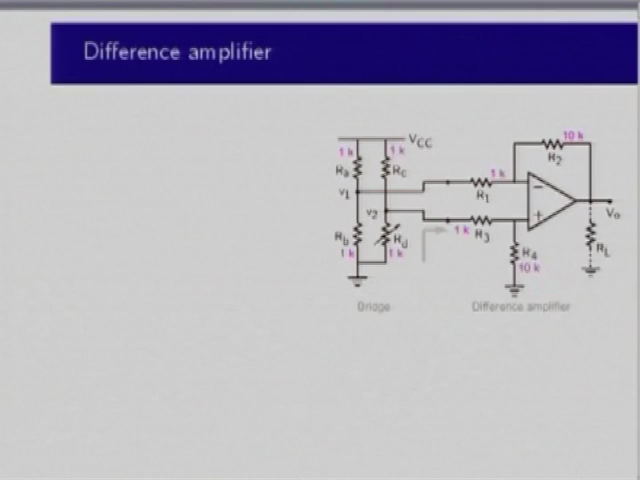 Difference amplifier
VCC
1 k 1 k
Ra Rc
v1
v2
Rb Rd
1 k 1 k
10 k
R2
1 k
R1
−
+
1 k R3
R4
10 k
Vo
RL
Bridge
Difference amplifier